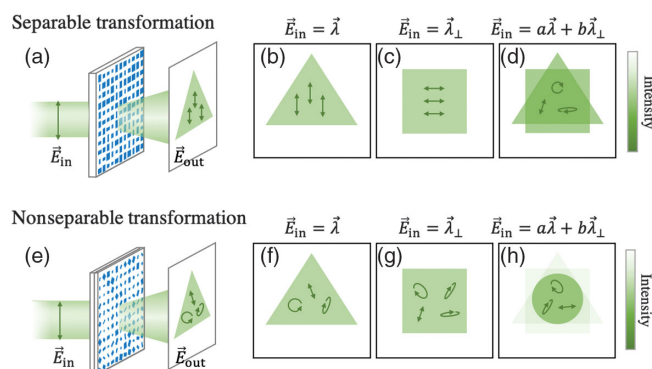 Separable transformation
(a)
E⃗in
E⃗out
E⃗in = λ⃗
(b)
E⃗in = λ⃗⊥
(c)
E⃗in = aλ⃗ + bλ⃗⊥
(d)
Intensity
Nonseparable transformation
(e)
E⃗in
E⃗out
E⃗in = λ⃗
(f)
E⃗in = λ⃗⊥
(g)
E⃗in = aλ⃗ + bλ⃗⊥
(h)
Intensity